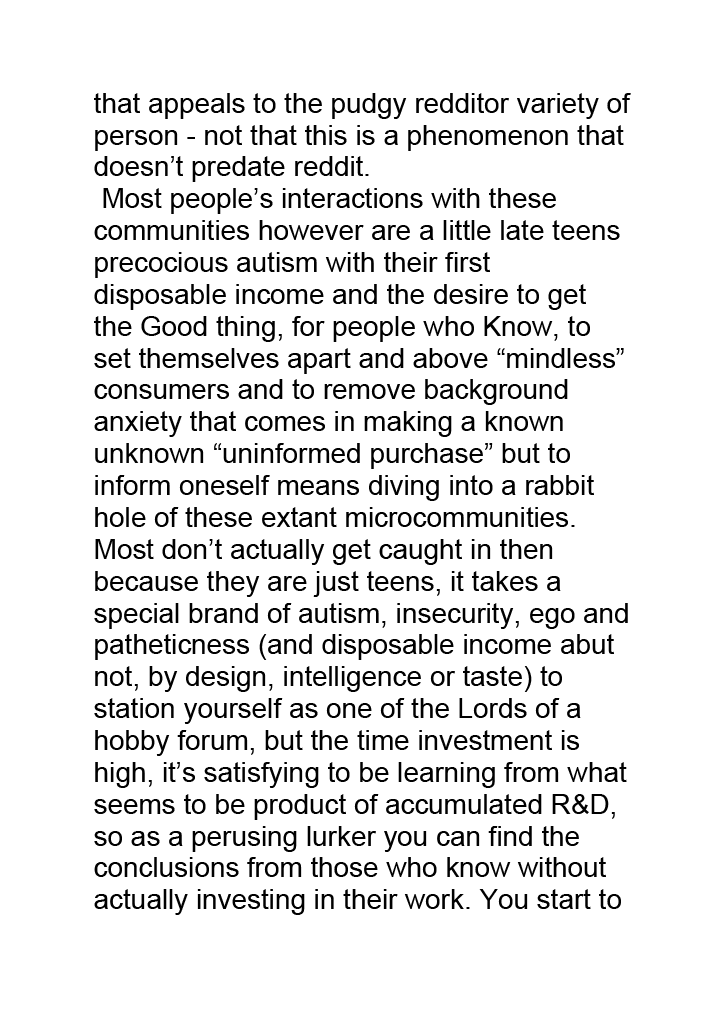 that appeals to the pudgy redditor variety of
person - not that this is a phenomenon that
doesn’t predate reddit.
Most people’s interactions with these
communities however are a little late teens
precocious autism with their first
disposable income and the desire to get
the Good thing, for people who Know, to
set themselves apart and above “mindless”
consumers and to remove background
anxiety that comes in making a known
unknown “uninformed purchase” but to
inform oneself means diving into a rabbit
hole of these extant microcommunities.
Most don’t actually get caught in then
because they are just teens, it takes a
special brand of autism, insecurity, ego and
patheticness (and disposable income abut
not, by design, intelligence or taste) to
station yourself as one of the Lords of a
hobby forum, but the time investment is
high, it’s satisfying to be learning from what
seems to be product of accumulated R&D,
so as a perusing lurker you can find the
conclusions from those who know without
actually investing in their work. You start to